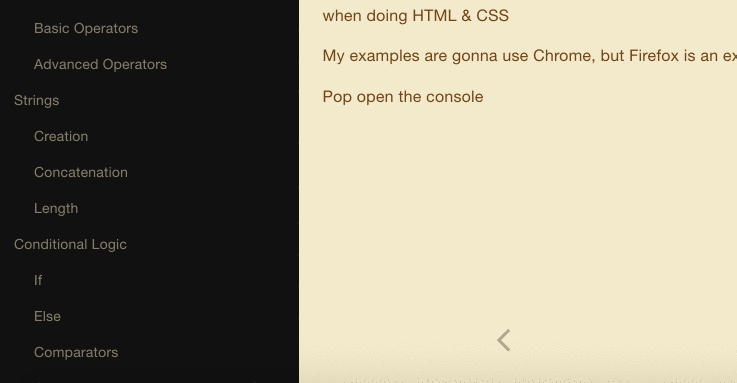 Basic Operators
Advanced Operators
Strings
Creation
Concatenation
Length
Conditional Logic
If
Else
Comparators
when doing HTML & CSS
My examples are gonna use Chrome, but Firefox is an ex
Pop open the console